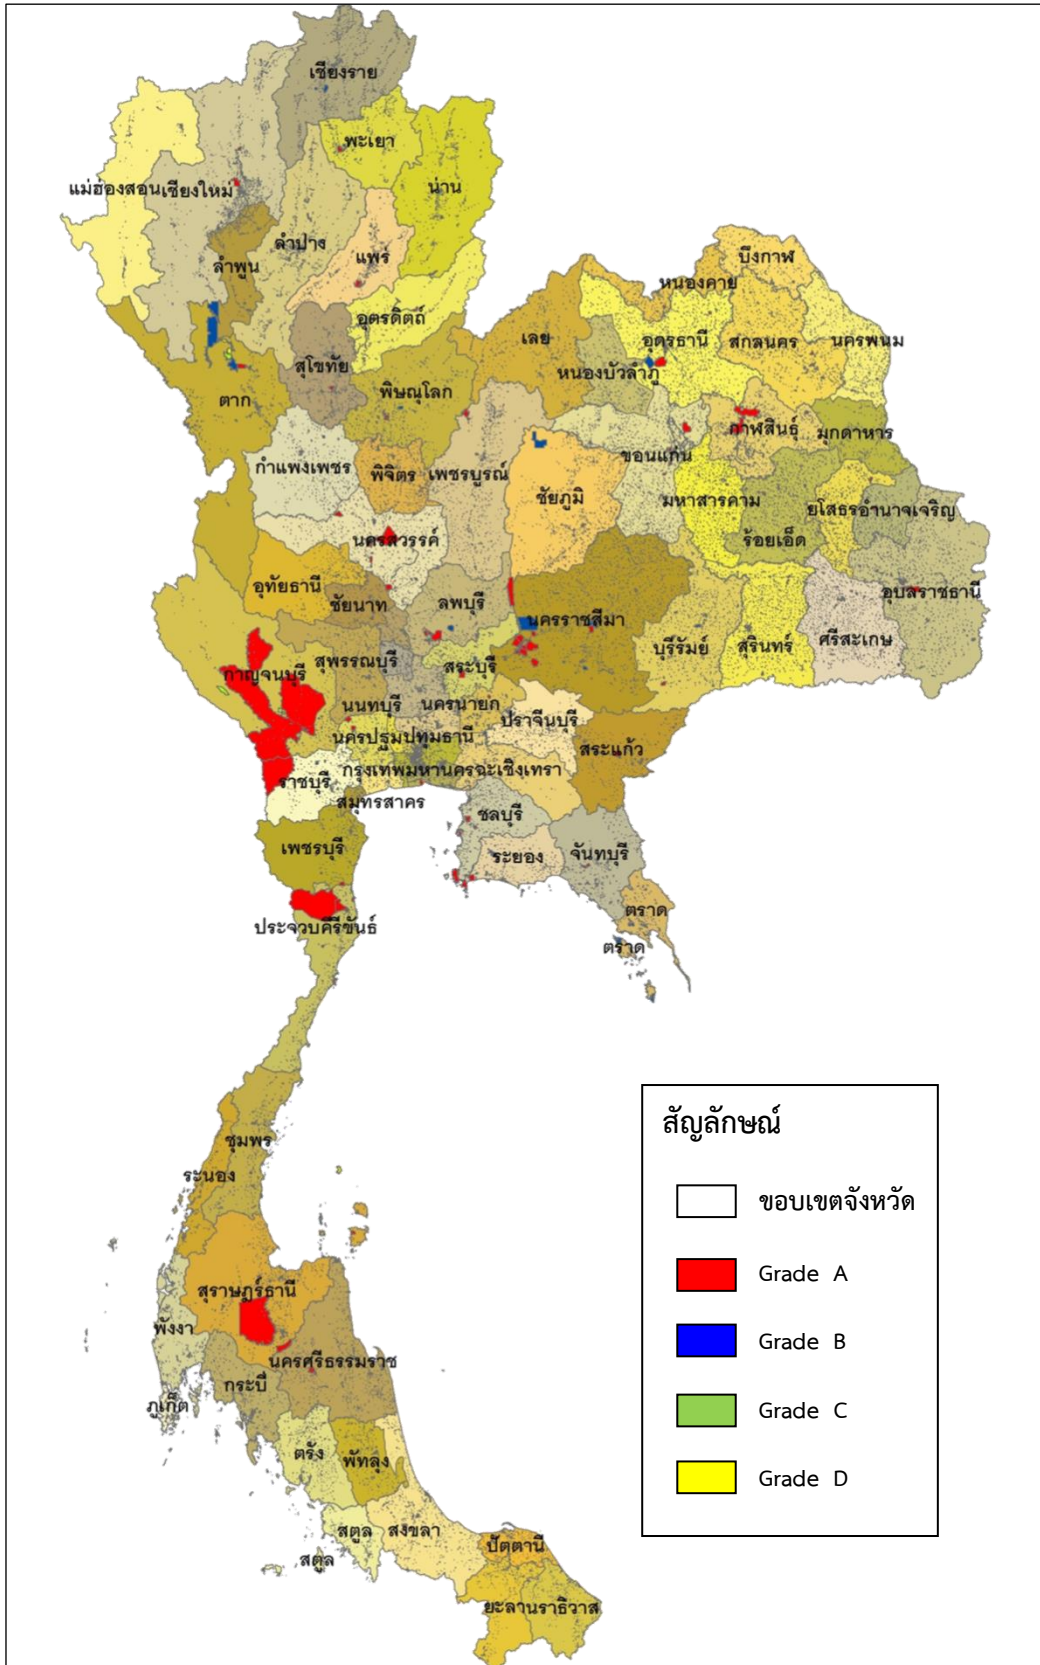 เชียงราย
พะเยา
แม่ฮ่องสอน
เชียงใหม่
น่าน
ลำปาง
แพร่
ลำพูน
บึงกาฬ
หนองคาย
อุตรดิตถ์
เลย
อุดรธานี
สกลนคร
นครพนม
สุโขทัย
หนองบัวลำภู
ตาก
พิษณุโลก
กาฬสินธุ์
มุกดาหาร
กำแพงเพชร
พิจิตร
เพชรบูรณ์
ขอนแก่น
ชัยภูมิ
มหาสารคาม
ยโสธร
อำนาจเจริญ
นครสวรรค์
ร้อยเอ็ด
อุทัยธานี
ชัยนาท
ลพบุรี
นครราชสีมา
อุบลราชธานี
กาญจนบุรี
สุพรรณบุรี
สระบุรี
บุรีรัมย์
สุรินทร์
ศรีสะเกษ
นนทบุรี
นครนายก
ปราจีนบุรี
นครปฐม
ปทุมธานี
สระแก้ว
ราชบุรี
กรุงเทพมหานคร
ฉะเชิงเทรา
สมุทรสาคร
ชลบุรี
เพชรบุรี
ระยอง
จันทบุรี
ตราด
ประจวบคีรีขันธ์
ตราด
สัญลักษณ์
ขอบเขตจังหวัด
Grade A
Grade B
Grade C
Grade D
ชุมพร
ระนอง
สุราษฎร์ธานี
พังงา
นครศรีธรรมราช
กระบี่
ภูเก็ต
ตรัง
พัทลุง
สตูล
สงขลา
สตูล
ปัตตานี
ยะลา
นราธิวาส